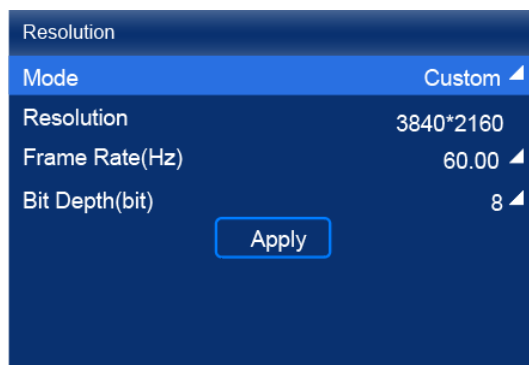 Resolution
Mode Custom
Resolution 3840*2160
Frame Rate(Hz) 60.00
Bit Depth(bit) 8
Apply